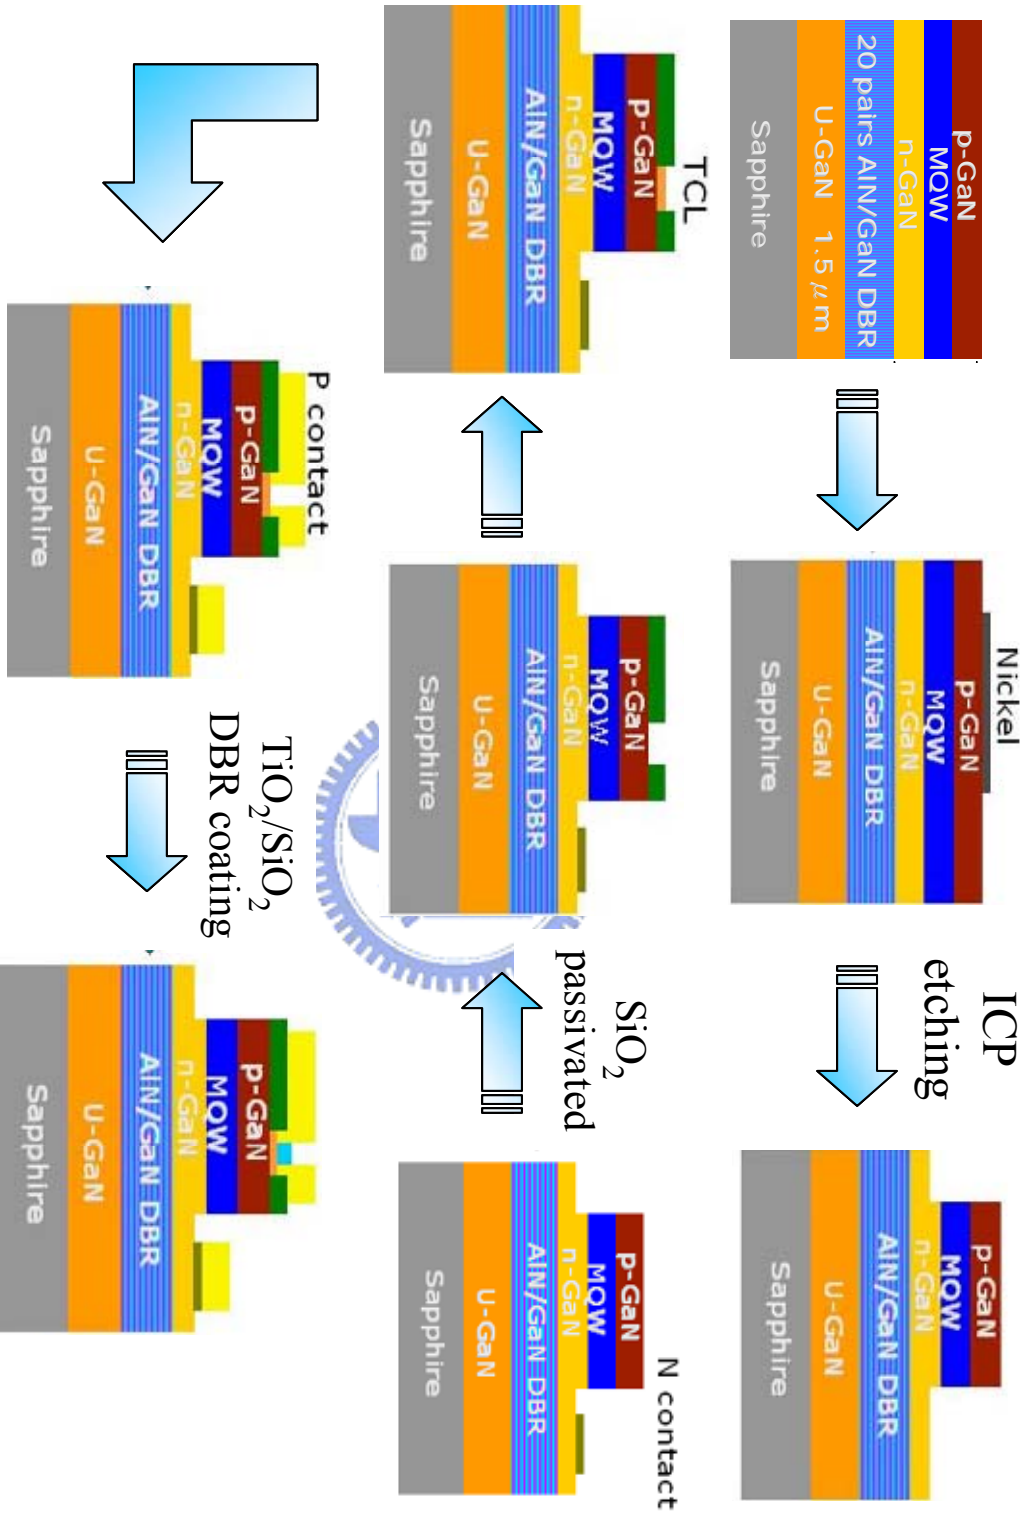 p-GaN
MQW
n-GaN
20 pairs AlN/GaN DBR
U-GaN 1.5μm
Sapphire
Nickel
p-GaN
MQW
n-GaN
AlN/GaN DBR
U-GaN
Sapphire
ICP
etching
p-GaN
MQW
n-GaN
AlN/GaN DBR
U-GaN
Sapphire
N contact
p-GaN
MQW
n-GaN
AlN/GaN DBR
U-GaN
Sapphire
SiO2
passivated
p-GaN
MQW
n-GaN
AlN/GaN DBR
U-GaN
Sapphire
TCL
p-GaN
MQW
n-GaN
AlN/GaN DBR
U-GaN
Sapphire
P contact
p-GaN
MQW
n-GaN
AlN/GaN DBR
U-GaN
Sapphire
TiO2/SiO2
DBR coating
p-GaN
MQW
n-GaN
AlN/GaN DBR
U-GaN
Sapphire